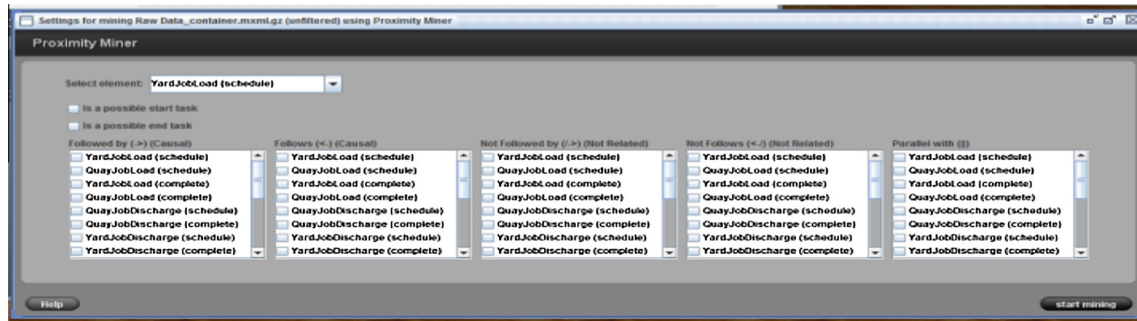 Settings for mining Raw Data_container.mxml.gz (unfiltered) using Proximity Miner
Proximity Miner
Select element: YardJobLoad (schedule)
Is a possible start task
Is a possible end task
Followed by (->) (Causal) Follows (<-) (Causal) Not Followed by (/->) (Not Related) Not Follows (<-/) (Not Related) Parallel with (||)
YardJobLoad (schedule) YardJobLoad (schedule) YardJobLoad (schedule) YardJobLoad (schedule) YardJobLoad (schedule)
QuayJobLoad (schedule) QuayJobLoad (schedule) QuayJobLoad (schedule) QuayJobLoad (schedule) QuayJobLoad (schedule)
YardJobLoad (complete) YardJobLoad (complete) YardJobLoad (complete) YardJobLoad (complete) YardJobLoad (complete)
QuayJobLoad (complete) QuayJobLoad (complete) QuayJobLoad (complete) QuayJobLoad (complete) QuayJobLoad (complete)
QuayJobDischarge (schedule) QuayJobDischarge (schedule) QuayJobDischarge (schedule) QuayJobDischarge (schedule) QuayJobDischarge (schedule)
QuayJobDischarge (complete) QuayJobDischarge (complete) QuayJobDischarge (complete) QuayJobDischarge (complete) QuayJobDischarge (complete)
YardJobDischarge (schedule) YardJobDischarge (schedule) YardJobDischarge (schedule) YardJobDischarge (schedule) YardJobDischarge (schedule)
YardJobDischarge (complete) YardJobDischarge (complete) YardJobDischarge (complete) YardJobDischarge (complete) YardJobDischarge (complete)
Help start mining